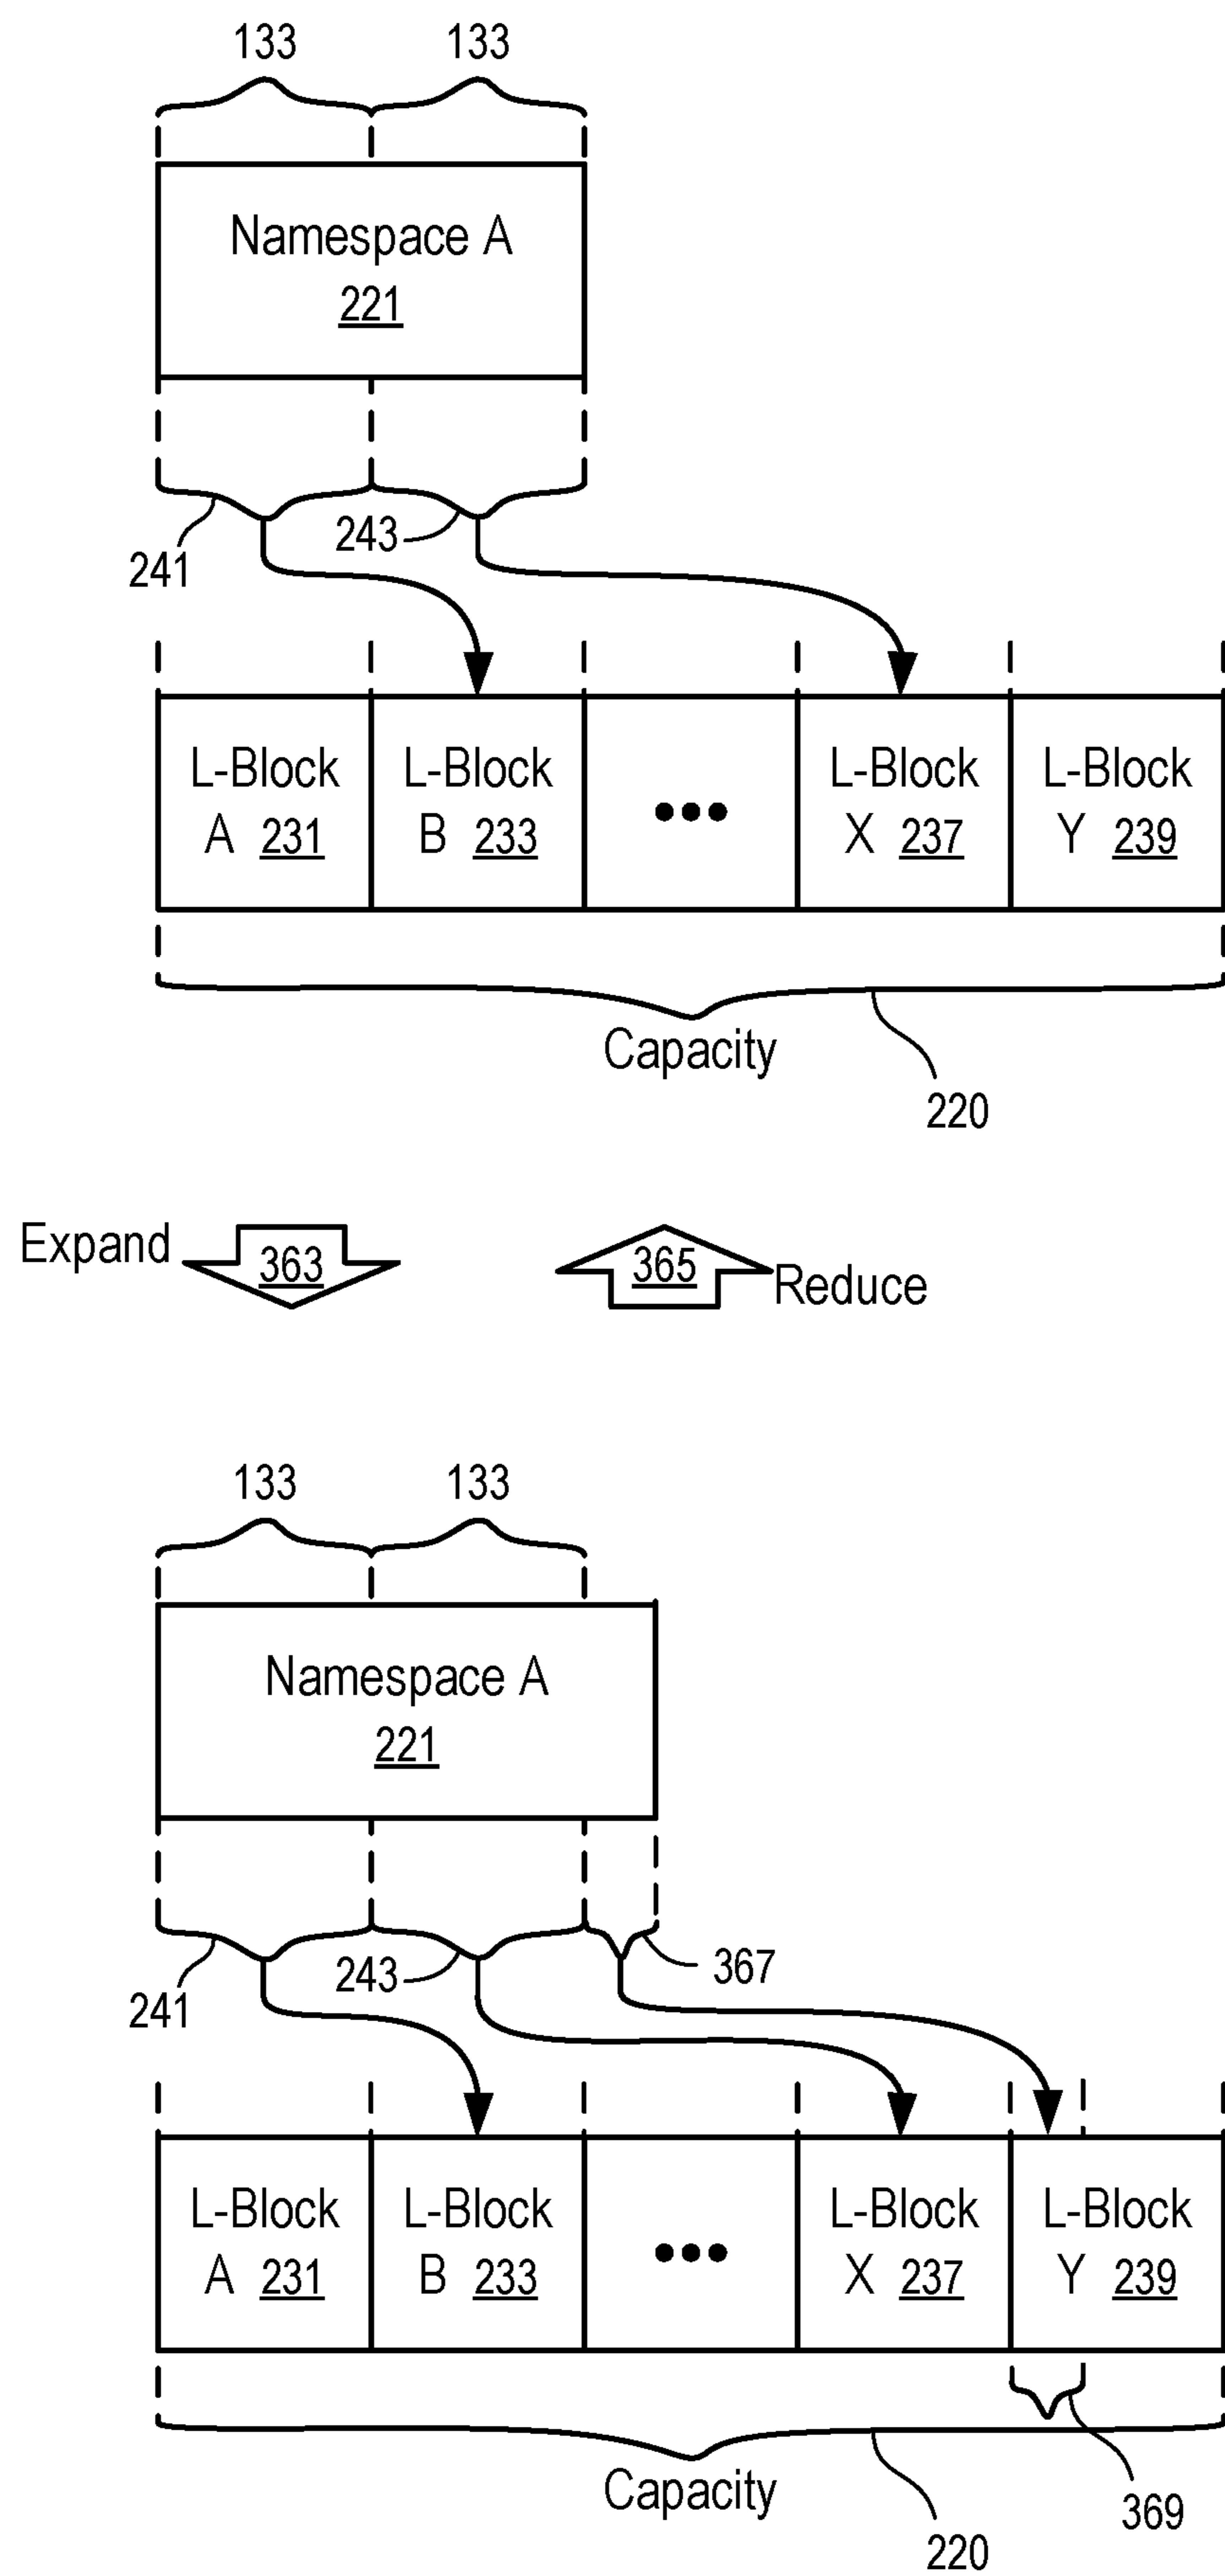 133 133
Namespace A
221
241 243
L-Block L-Block L-Block L-Block
A 231 B 233 ••• X 237 Y 239
Capacity
220
Expand 363 365 Reduce
133 133
Namespace A
221
241 243 367
L-Block L-Block L-Block L-Block
A 231 B 233 ••• X 237 Y 239
Capacity
220 369